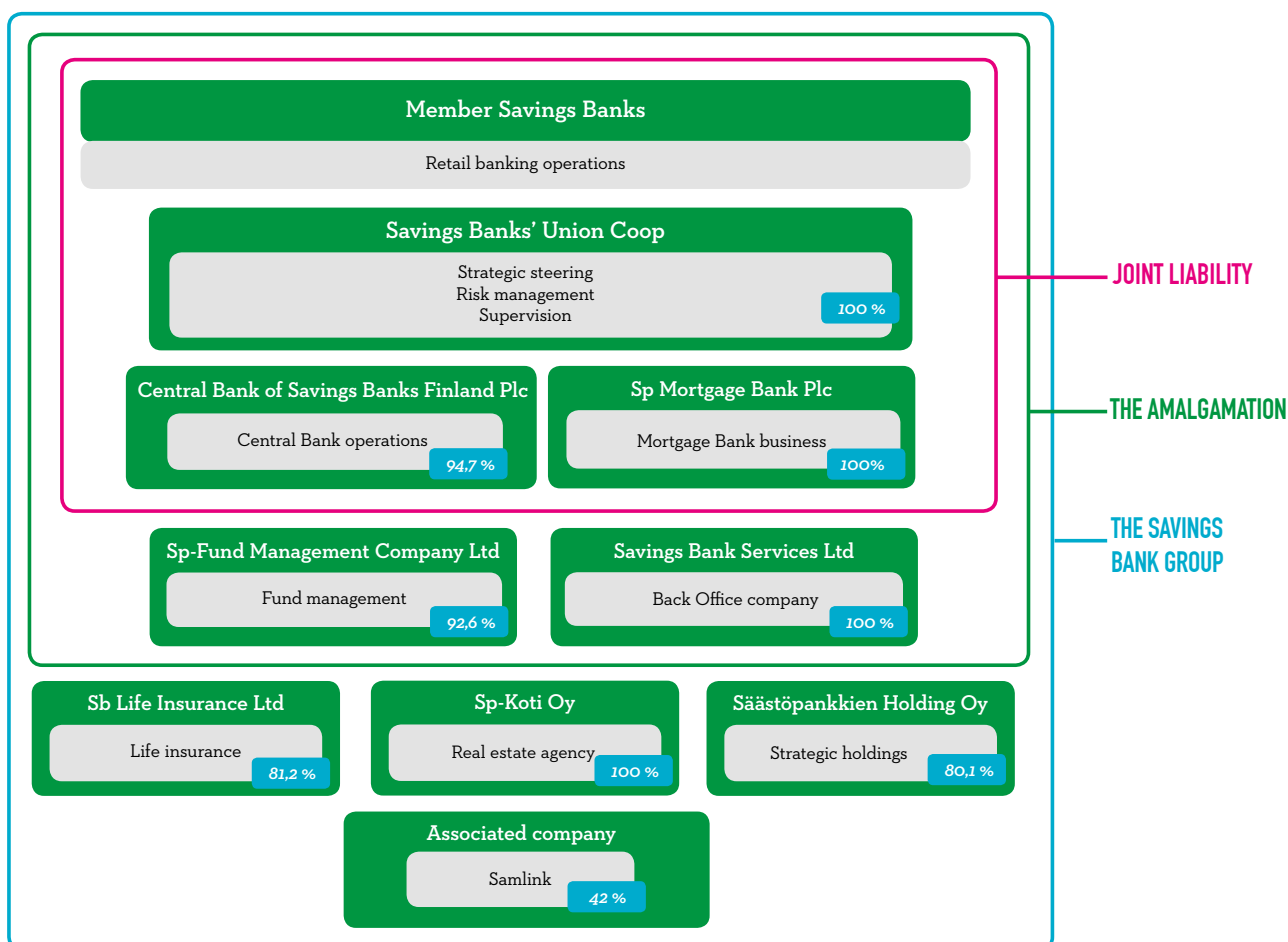 Member Savings Banks
Retail banking operations
Savings Banks’ Union Coop
Strategic steering
Risk management
Supervision
100 %
JOINT LIABILITY
Central Bank of Savings Banks Finland Plc
Central Bank operations
94,7 %
Sp Mortgage Bank Plc
Mortgage Bank business
100%
THE AMALGAMATION
Sp-Fund Management Company Ltd
Fund management
92,6 %
Savings Bank Services Ltd
Back Office company
100 %
THE SAVINGS
BANK GROUP
Sb Life Insurance Ltd
Life insurance
81,2 %
Sp-Koti Oy
Real estate agency
100 %
Säästöpankkien Holding Oy
Strategic holdings
80,1 %
Associated company
Samlink
42 %